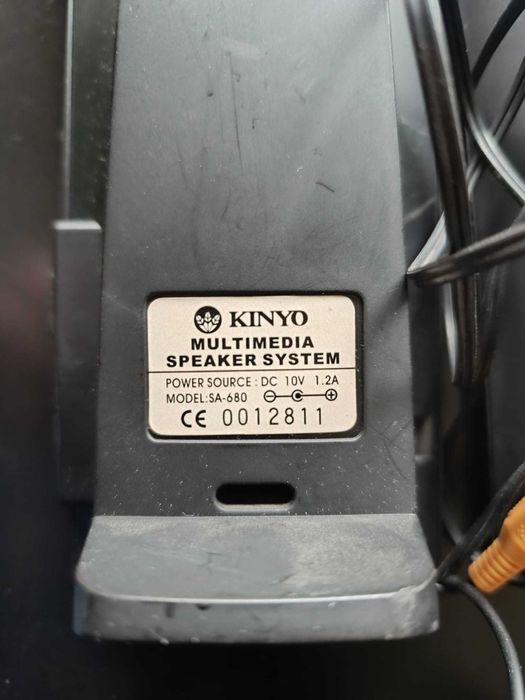 KINYO
MULTIMEDIA
SPEAKER SYSTEM
POWER SOURCE : DC 10V 1.2A
MODEL:SA-680
CE 0012811